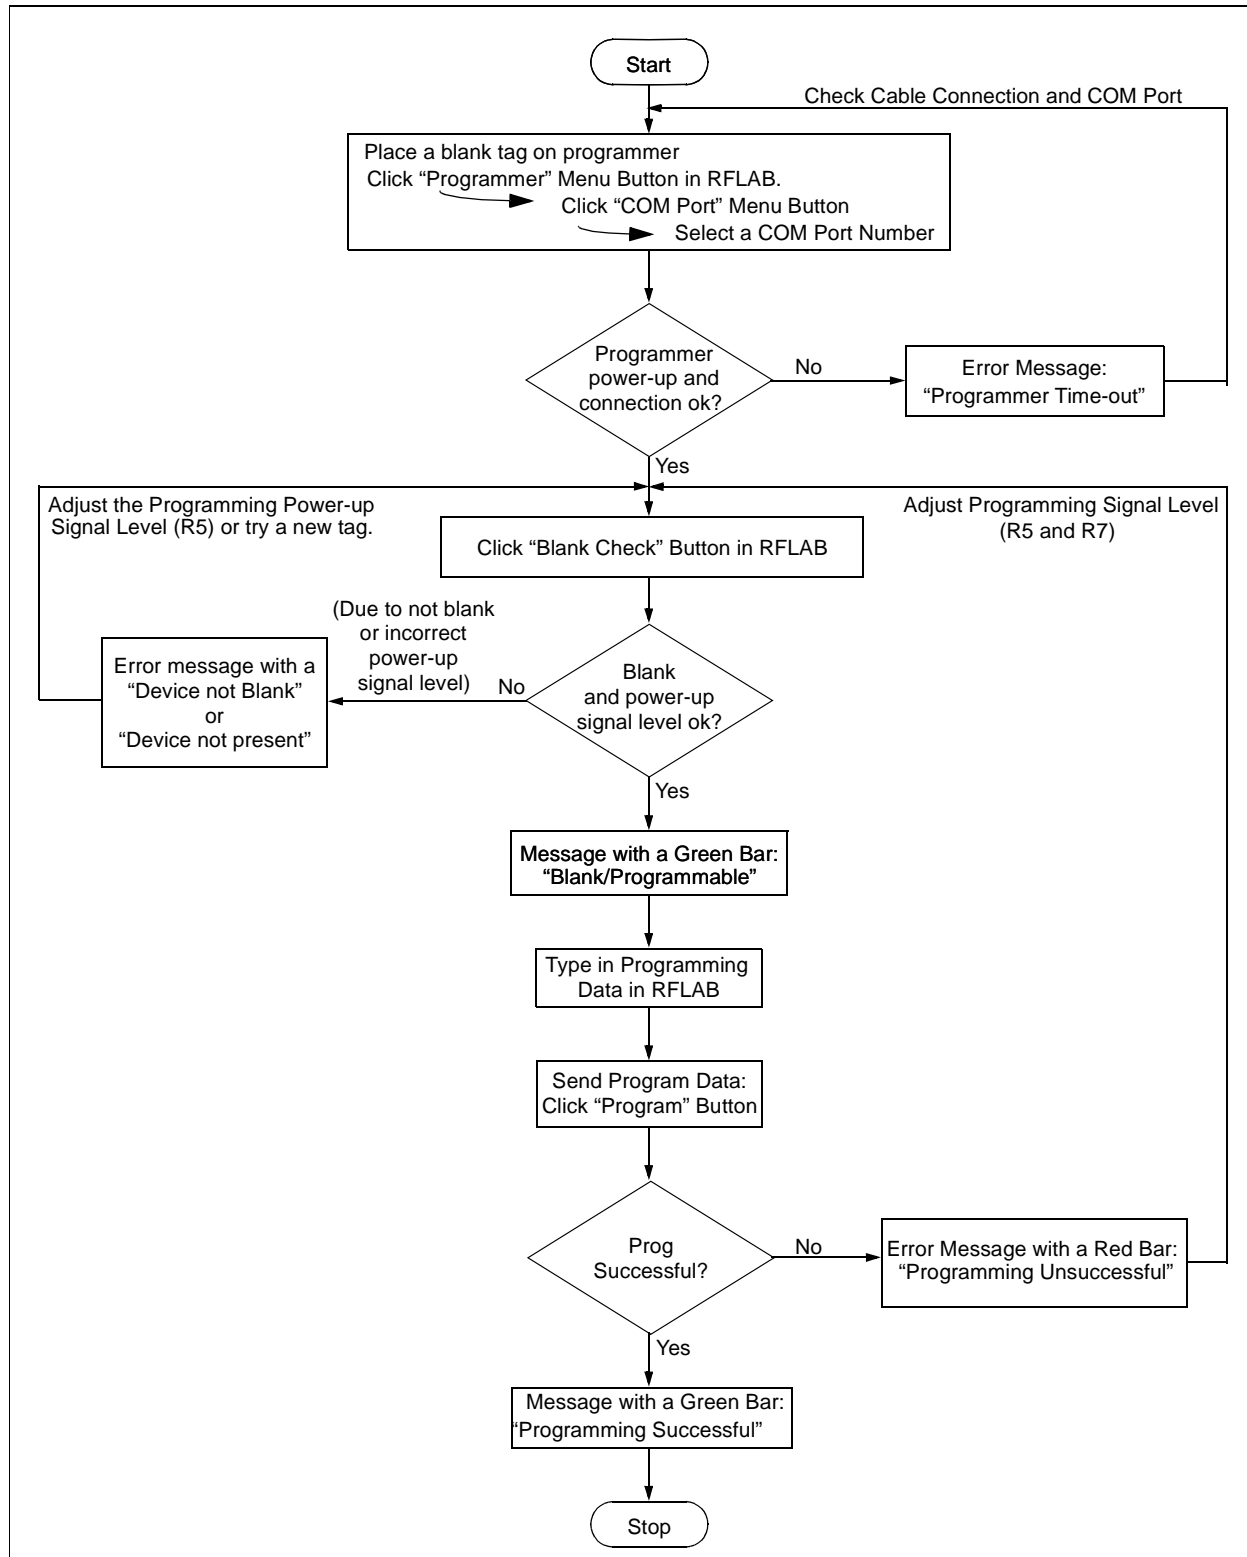 Start
Check Cable Connection and COM Port
Place a blank tag on programmer
Click “Programmer” Menu Button in RFLAB.
Click “COM Port” Menu Button
Select a COM Port Number
Programmer
power-up and
connection ok?
No
Error Message:
“Programmer Time-out”
Yes
Adjust the Programming Power-up
Signal Level (R5) or try a new tag.
Adjust Programming Signal Level
(R5 and R7)
Click “Blank Check” Button in RFLAB
(Due to not blank
or incorrect
power-up
signal level)
No
Error message with a
“Device not Blank”
or
“Device not present”
Blank
and power-up
signal level ok?
Yes
Message with a Green Bar:
“Blank/Programmable”
Type in Programming
Data in RFLAB
Send Program Data:
Click “Program” Button
Prog
Successful?
No
Error Message with a Red Bar:
“Programming Unsuccessful”
Yes
Message with a Green Bar:
“Programming Successful”
Stop